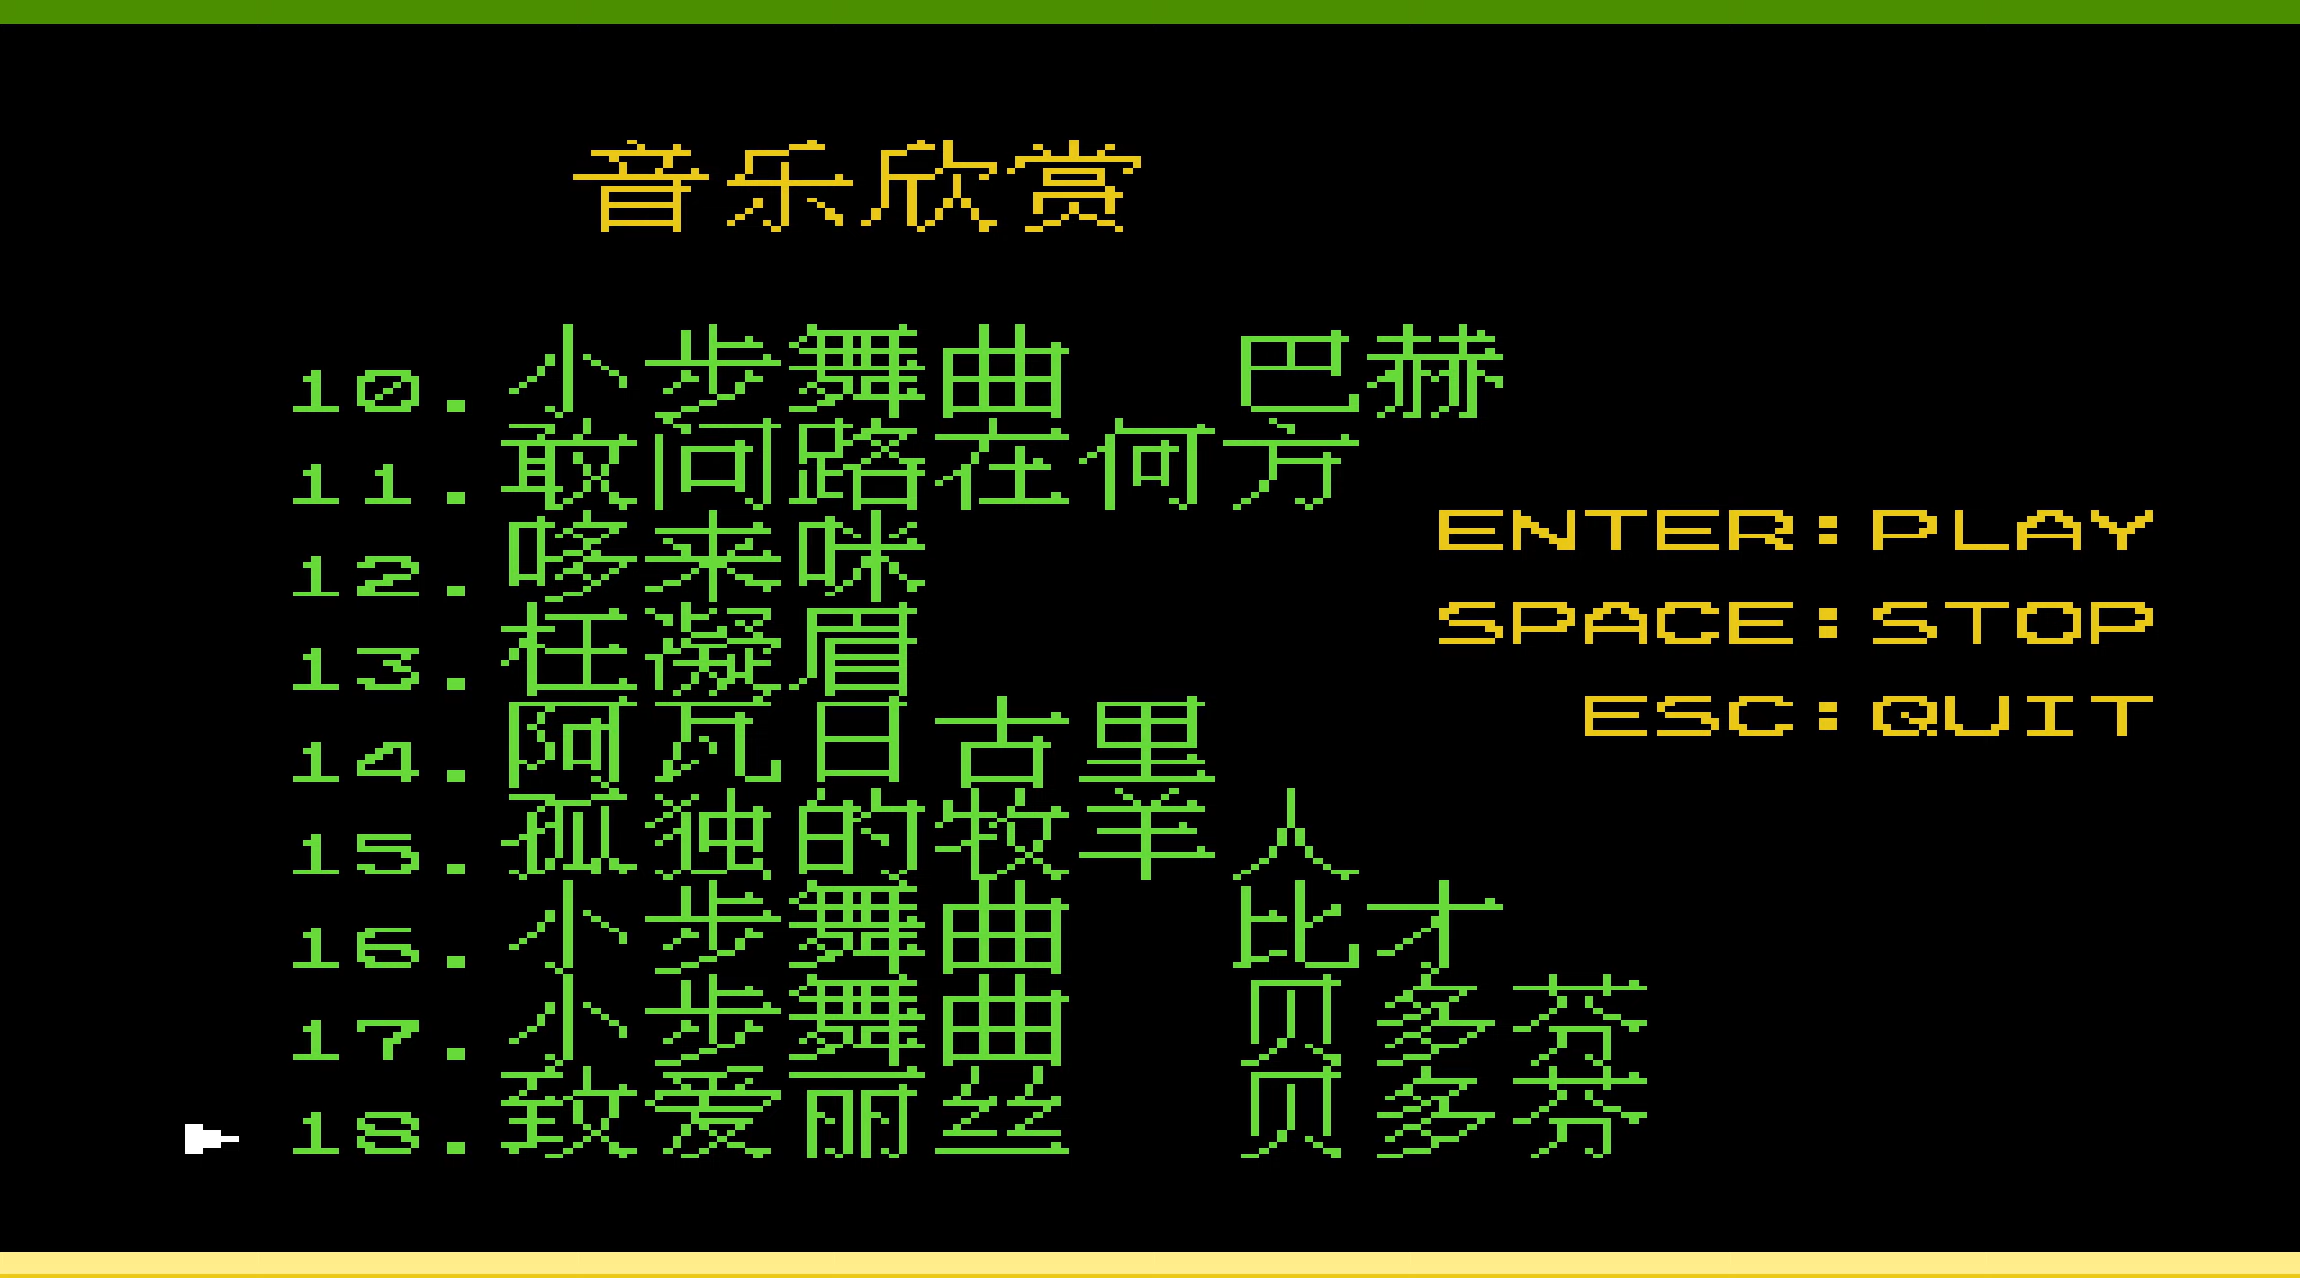 音乐欣赏
10.小步舞曲 巴赫
11.敢问路在何方
12.哆来咪
13.枉凝眉
14.阿瓦日古里
15.孤独的牧羊人
16.小步舞曲 比才
17.小步舞曲 贝多芬
18.致爱丽丝 贝多芬
ENTER:PLAY
SPACE:STOP
ESC:QUIT